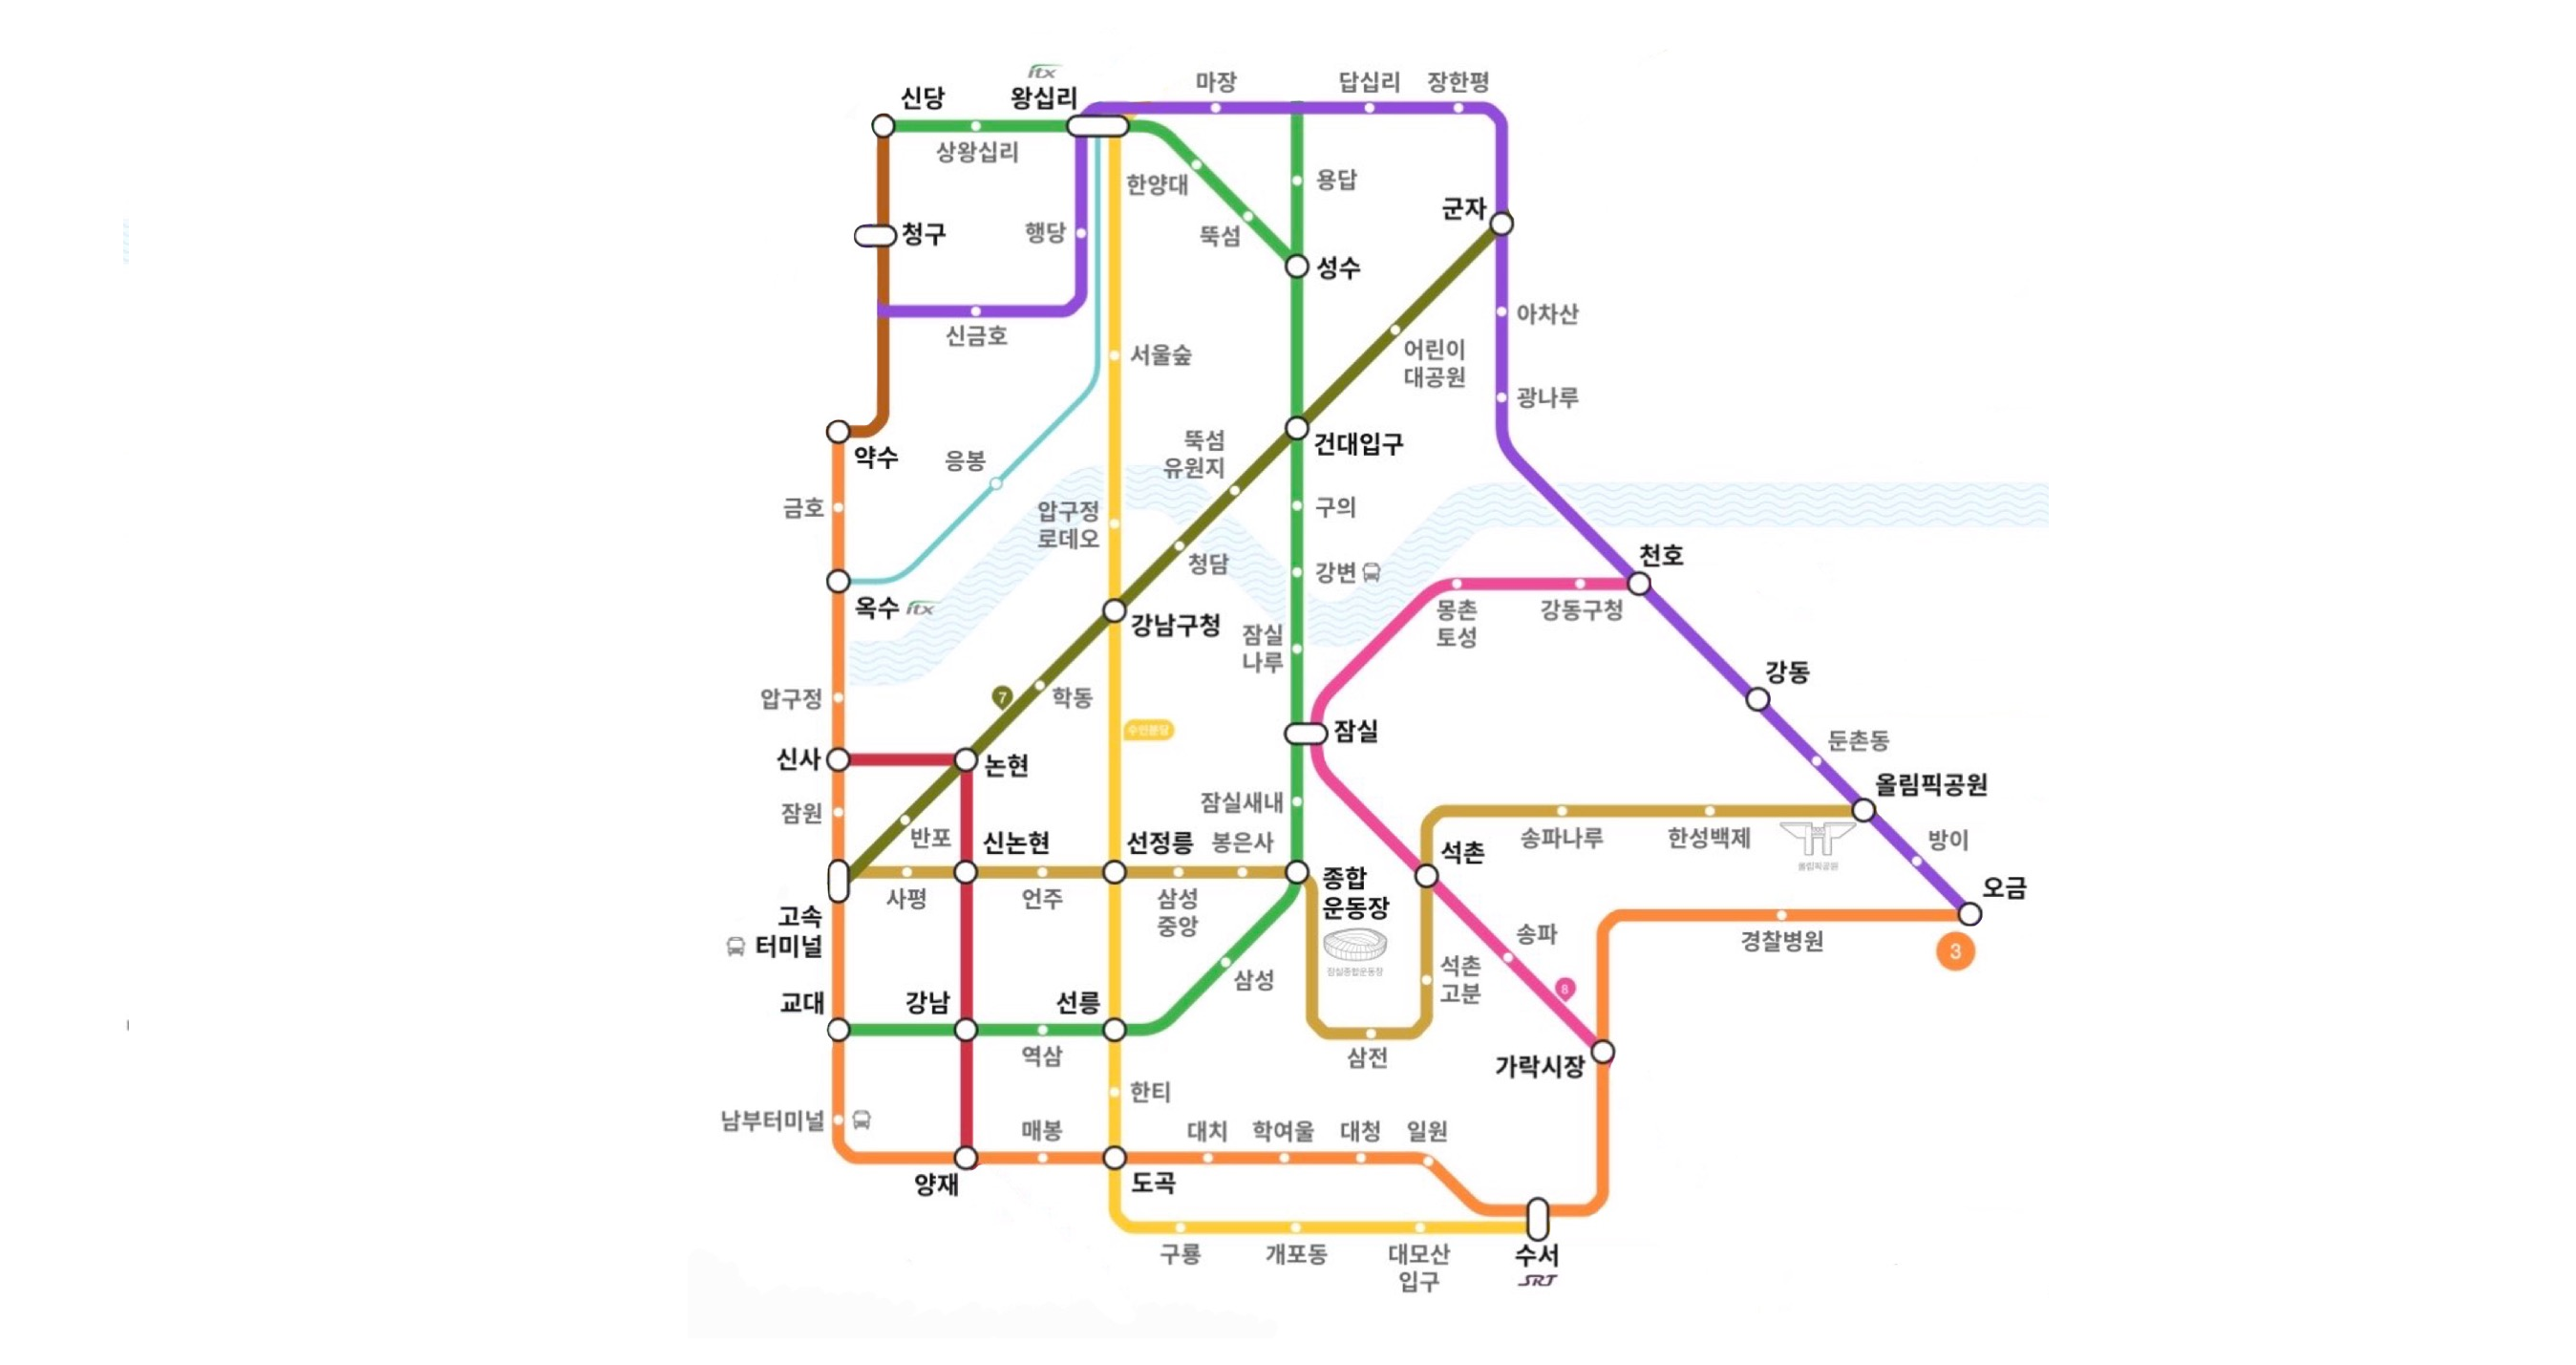 itx
마장
답십리
장한평
신당
왕십리
상왕십리
한양대
용답
군자
청구
행당
뚝섬
성수
아차산
신금호
서울숲
어린이
대공원
광나루
약수
응봉
뚝섬
유원지
건대입구
금호
압구정
로데오
구의
청담
강변
천호
옥수 itx
강남구청
몽촌
토성
강동구청
잠실
나루
강동
압구정
7
학동
수인분당
잠실
둔촌동
신사
논현
올림픽공원
잠원
반포
신논현
선정릉
봉은사
잠실새내
송파나루
한성백제
방이
석촌
올림픽공원
사평
언주
삼성
중앙
종합
운동장
오금
고속
터미널
송파
경찰병원
3
잠실종합운동장
삼성
석촌
고분
8
교대
강남
선릉
역삼
삼전
가락시장
한티
남부터미널
매봉
대치
학여울
대청
일원
양재
도곡
구룡
개포동
대모산
입구
수서
SRT